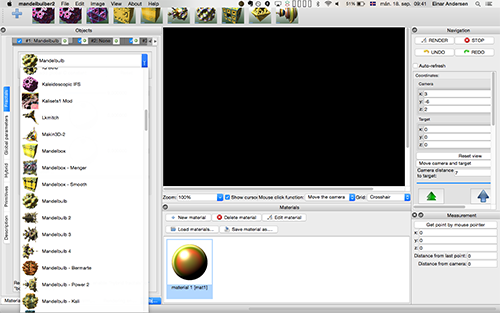 mandelbulber2 File Edit Image View About Help
51% mán. 18. sep. 09:41 Einar Andersen
Objects
#1: Mandelbulb #2: None
Mandelbulb
Kaleidoscopic IFS
Kalisets1 Mod
Lkmitch
Makin3D-2
Mandelbox
Mandelbox - Menger
Mandelbox - Smooth
Mandelbulb
Mandelbulb 2
Mandelbulb 3
Mandelbulb 4
Mandelbulb - Bermarte
Mandelbulb - Power 2
Mandelbulb - Kali
Fractals
Global parameters
Hybrid
Primitives
Description
Zoom: 100% Show cursor Mouse click function: Move the camera Grid: Crosshair
Materials
New material Delete material Edit material
Load materials... Save material as...
material 1 [mat1]
Navigation
RENDER STOP
UNDO REDO
Auto-refresh
Coordinates
Camera
x 3
y -6
z 2
Target
x 0
y 0
z 0
Reset view
Move camera and target
Camera distance to target: 7
Measurement
Get point by mouse pointer
x: 0
y: 0
z: 0
Distance from last point: 0
Distance from camera: 0